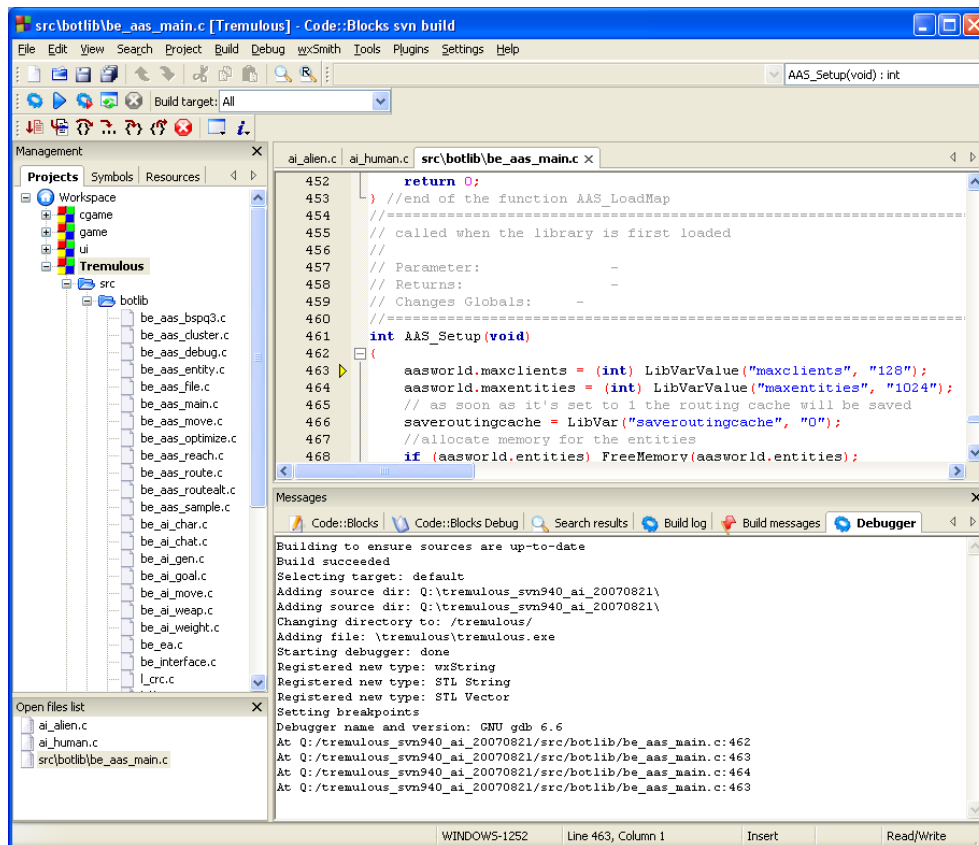 src\botlib\be_aas_main.c [Tremulous] - Code::Blocks svn build
File Edit View Search Project Build Debug wxSmith Tools Plugins Settings Help
AAS_Setup(void) : int
Build target: All
Management
Projects Symbols Resources
Workspace
cgame
game
ui
Tremulous
src
botlib
be_aas_bspq3.c
be_aas_cluster.c
be_aas_debug.c
be_aas_entity.c
be_aas_file.c
be_aas_main.c
be_aas_move.c
be_aas_optimize.c
be_aas_reach.c
be_aas_route.c
be_aas_routealt.c
be_aas_sample.c
be_ai_char.c
be_ai_chat.c
be_ai_gen.c
be_ai_goal.c
be_ai_move.c
be_ai_weap.c
be_ai_weight.c
be_ea.c
be_interface.c
l_crc.c
Open files list
ai_alien.c
ai_human.c
src\botlib\be_aas_main.c
ai_alien.c ai_human.c src\botlib\be_aas_main.c
452 return 0;
453 } //end of the function AAS_LoadMap
454 //===========================================================================
455 // called when the library is first loaded
456 //
457 // Parameter: -
458 // Returns: -
459 // Changes Globals: -
460 //===========================================================================
461 int AAS_Setup(void)
462 {
463 aasworld.maxclients = (int) LibVarValue("maxclients", "128");
464 aasworld.maxentities = (int) LibVarValue("maxentities", "1024");
465 // as soon as it's set to 1 the routing cache will be saved
466 saveroutingcache = LibVar("saveroutingcache", "0");
467 //allocate memory for the entities
468 if (aasworld.entities) FreeMemory(aasworld.entities);
Messages
Code::Blocks Code::Blocks Debug Search results Build log Build messages Debugger
Building to ensure sources are up-to-date
Build succeeded
Selecting target: default
Adding source dir: Q:\tremulous_svn940_ai_20070821\
Adding source dir: Q:\tremulous_svn940_ai_20070821\
Changing directory to: /tremulous/
Adding file: \tremulous\tremulous.exe
Starting debugger: done
Registered new type: wxString
Registered new type: STL String
Registered new type: STL Vector
Setting breakpoints
Debugger name and version: GNU gdb 6.6
At Q:/tremulous_svn940_ai_20070821/src/botlib/be_aas_main.c:462
At Q:/tremulous_svn940_ai_20070821/src/botlib/be_aas_main.c:463
At Q:/tremulous_svn940_ai_20070821/src/botlib/be_aas_main.c:464
At Q:/tremulous_svn940_ai_20070821/src/botlib/be_aas_main.c:463
WINDOWS-1252 Line 463, Column 1 Insert Read/Write